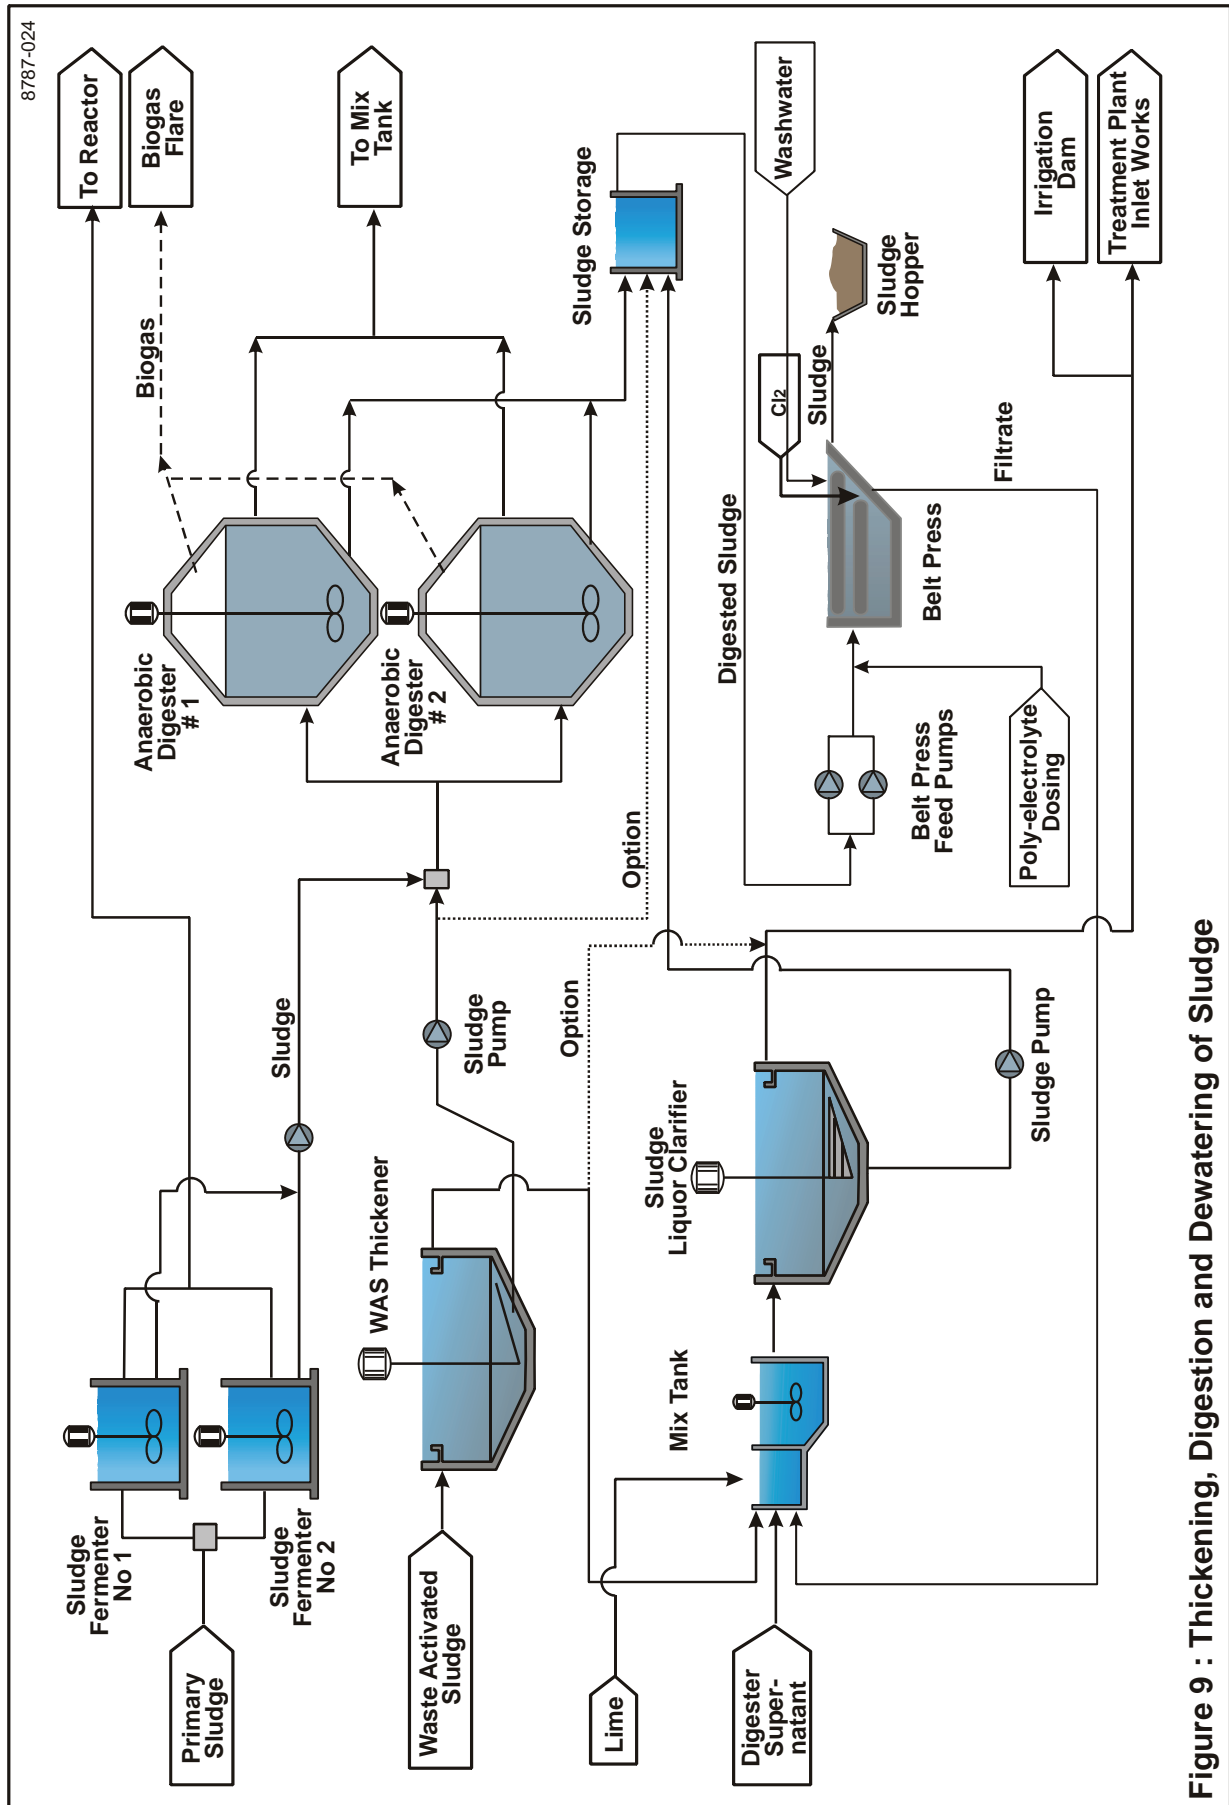 8787-024
To Reactor
Biogas
Flare
To Mix
Tank
Biogas
Anaerobic
Digester
# 1
Anaerobic
Digester
# 2
Sludge Storage
Washwater
Irrigation
Dam
Treatment Plant
Inlet Works
Sludge
Hopper
Sludge
Cl2
Filtrate
Digested Sludge
Belt Press
Belt Press
Feed Pumps
Poly-electrolyte
Dosing
Option
Sludge
Sludge
Pump
Option
Sludge Pump
WAS Thickener
Sludge
Liquor Clarifier
Mix Tank
Sludge
Fermenter
No 1
Sludge
Fermenter
No 2
Primary
Sludge
Waste Activated
Sludge
Lime
Digester
Super-
natant
Figure 9 : Thickening, Digestion and Dewatering of Sludge